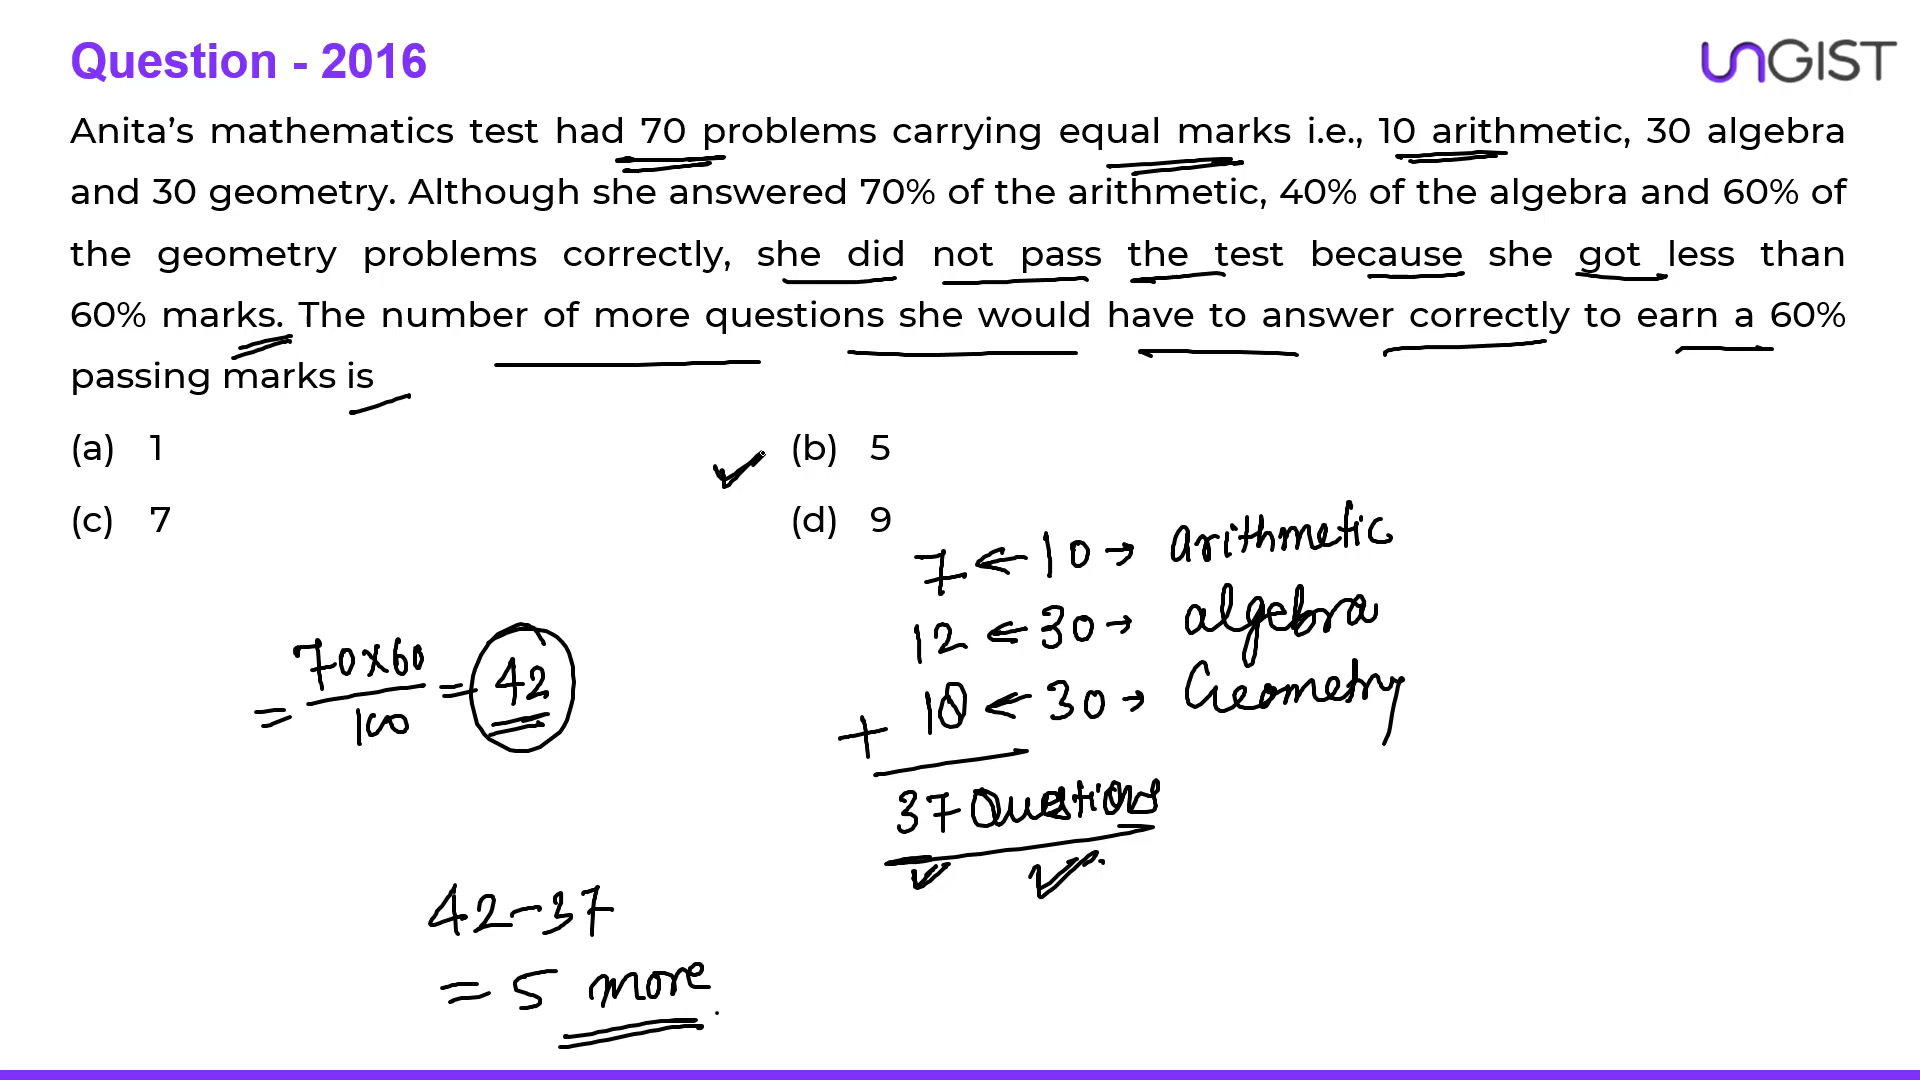 Question - 2016
UNGIST
Anita's mathematics test had 70 problems carrying equal marks i.e., 10 arithmetic, 30 algebra
and 30 geometry. Although she answered 70% of the arithmetic, 40% of the algebra and 60% of
the geometry problems correctly, she did not pass the test because she got less than
60% marks. The number of more questions she would have to answer correctly to earn a 60%
passing marks is
(a) 1
(b) 5
(c) 7
(d) 9
7 ← 10 → arithmetic
12 ← 30 → algebra
+ 18 ← 30 → Geometry
37 Questions
= 70×60/100 = 42
42-37
= 5 more